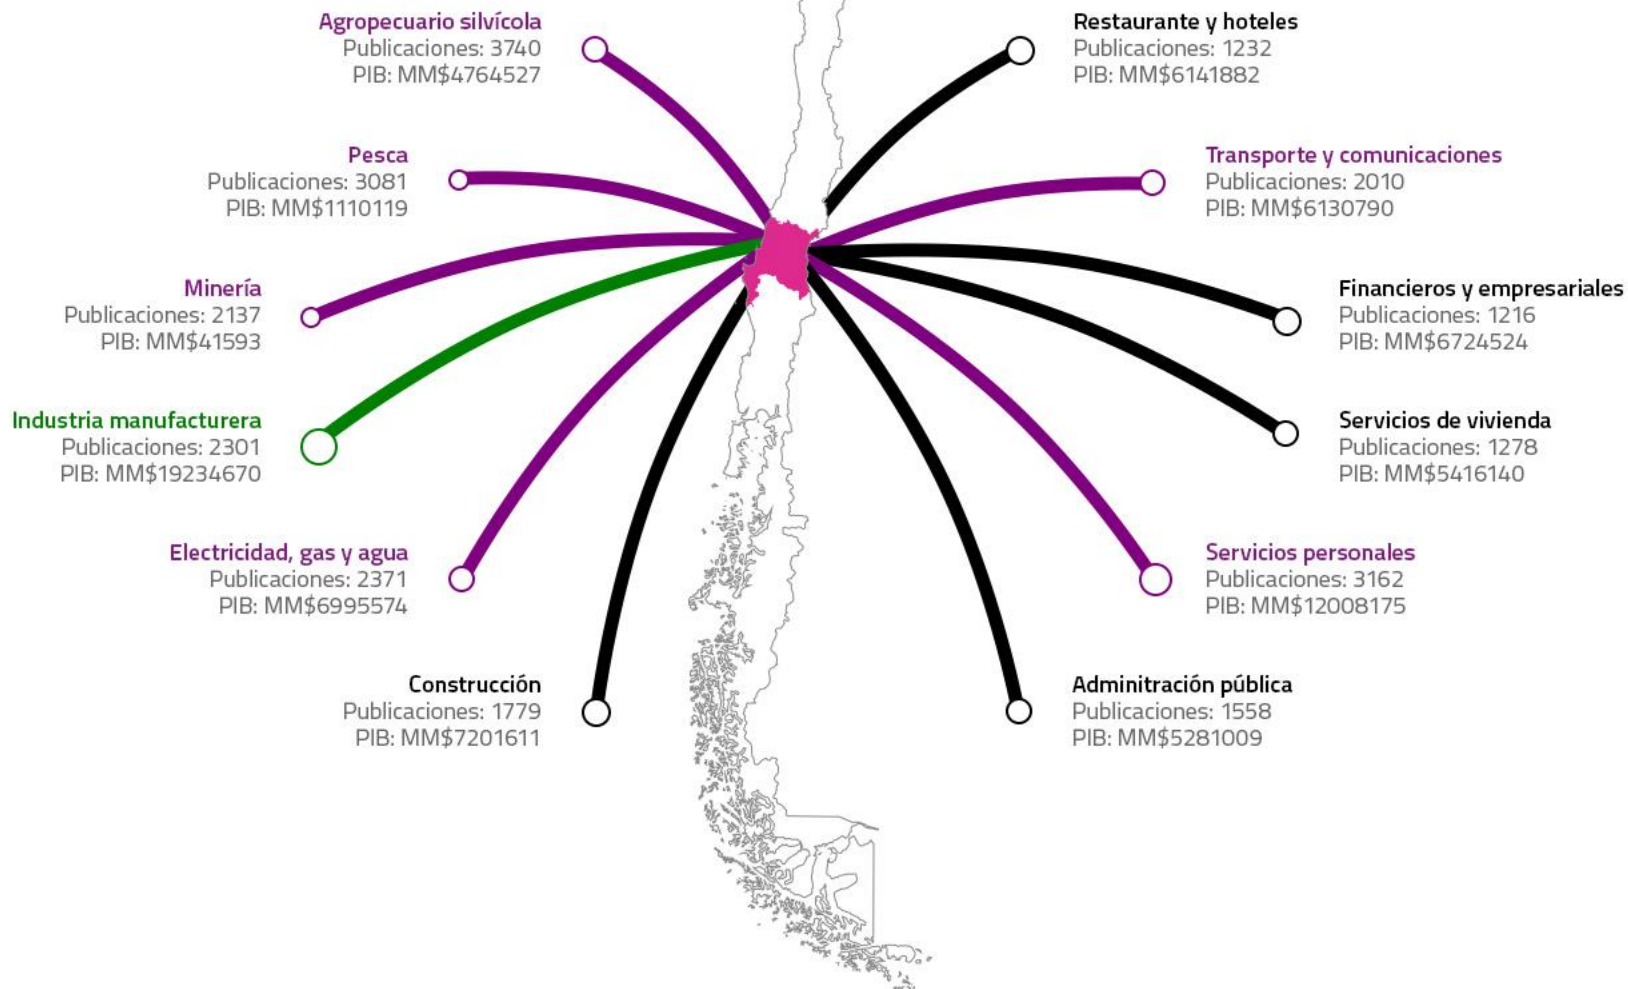 Agropecuario silvícola
Publicaciones: 3740
PIB: MM$4764527
Pesca
Publicaciones: 3081
PIB: MM$1110119
Minería
Publicaciones: 2137
PIB: MM$41593
Industria manufacturera
Publicaciones: 2301
PIB: MM$19234670
Electricidad, gas y agua
Publicaciones: 2371
PIB: MM$6995574
Construcción
Publicaciones: 1779
PIB: MM$7201611
Restaurante y hoteles
Publicaciones: 1232
PIB: MM$6141882
Transporte y comunicaciones
Publicaciones: 2010
PIB: MM$6130790
Financieros y empresariales
Publicaciones: 1216
PIB: MM$6724524
Servicios de vivienda
Publicaciones: 1278
PIB: MM$5416140
Servicios personales
Publicaciones: 3162
PIB: MM$12008175
Adminitración pública
Publicaciones: 1558
PIB: MM$5281009